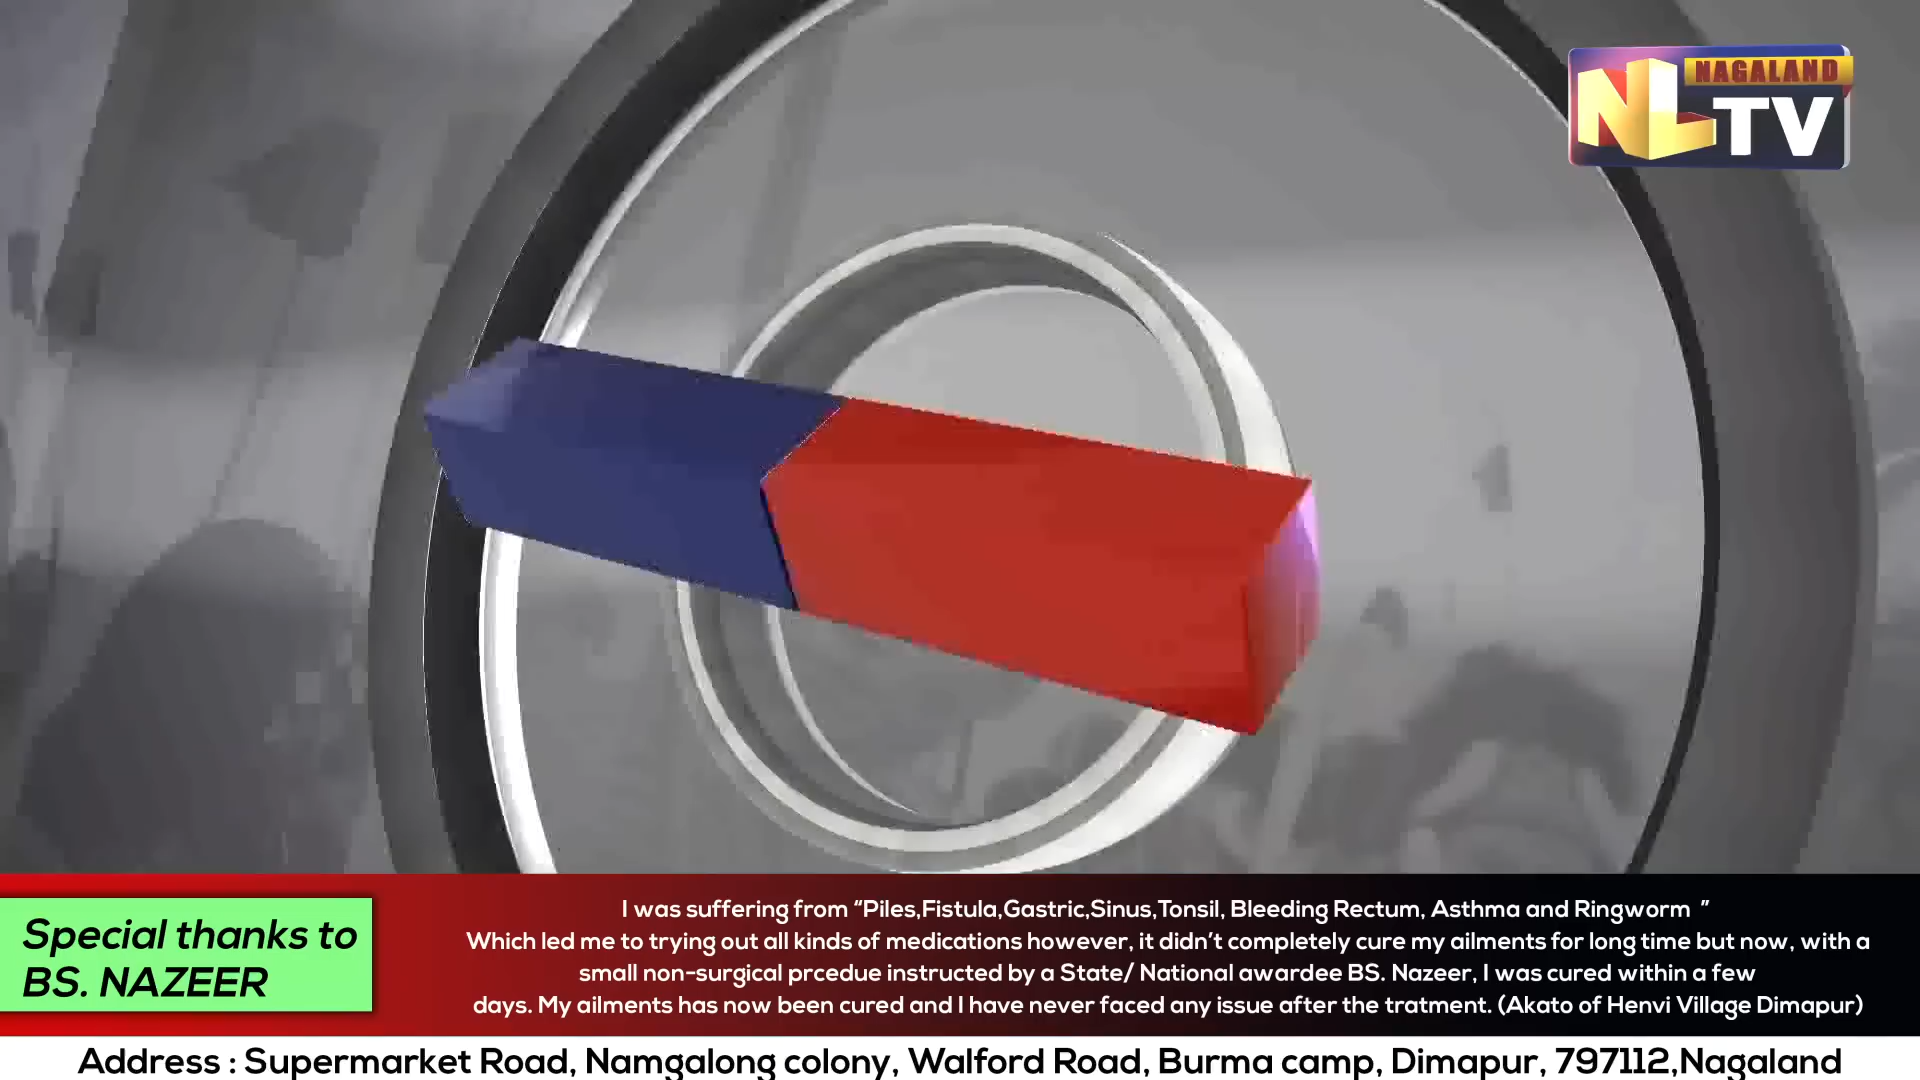 NAGALAND
NL TV
Special thanks to
BS. NAZEER
I was suffering from “Piles,Fistula,Gastric,Sinus,Tonsil, Bleeding Rectum, Asthma and Ringworm ”
Which led me to trying out all kinds of medications however, it didn’t completely cure my ailments for long time but now, with a
small non-surgical prcedue instructed by a State/ National awardee BS. Nazeer, I was cured within a few
days. My ailments has now been cured and I have never faced any issue after the tratment. (Akato of Henvi Village Dimapur)
Address : Supermarket Road, Namgalong colony, Walford Road, Burma camp, Dimapur, 797112,Nagaland